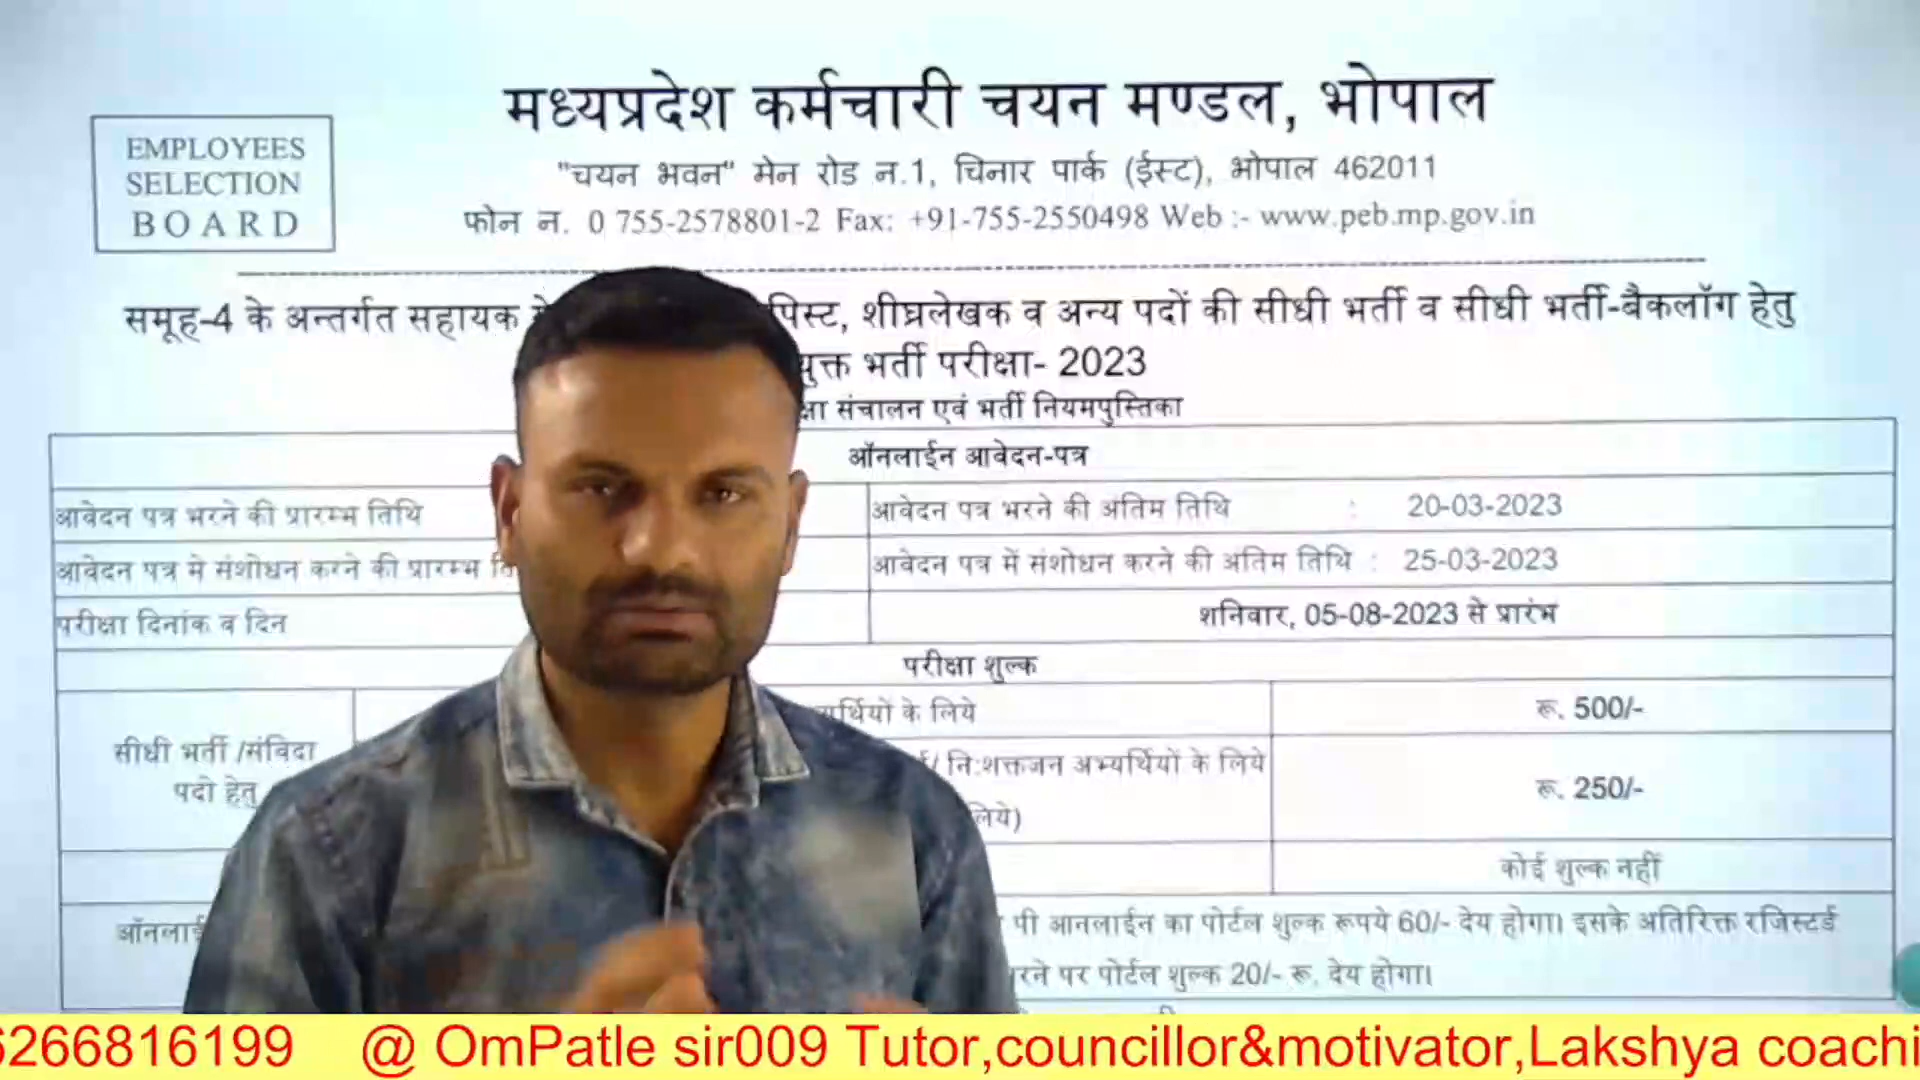 मध्यप्रदेश कर्मचारी चयन मण्डल, भोपाल
EMPLOYEES
SELECTION
BOARD
"चयन भवन" मेन रोड न.1, चिनार पार्क (ईस्ट), भोपाल 462011
फोन न. 0 755-2578801-2 Fax: +91-755-2550498 Web :- www.peb.mp.gov.in
समूह-4 के अन्तर्गत सहायक शीघ्रलेखक व अन्य पदों की सीधी भर्ती व सीधी भर्ती-बैकलॉग हेतु
भर्ती परीक्षा- 2023
संचालन एवं भर्ती नियमपुस्तिका
ऑनलाईन आवेदन-पत्र
आवेदन पत्र भरने की प्रारम्भ तिथि आवेदन पत्र भरने की अंतिम तिथि : 20-03-2023
आवेदन पत्र मे संशोधन करने की प्रारम्भ आवेदन पत्र में संशोधन करने की अंतिम तिथि : 25-03-2023
परीक्षा दिनांक व दिन शनिवार, 05-08-2023 से प्रारंभ
परीक्षा शुल्क
के लिये रू. 500/-
सीधी भर्ती /संविदा
पदो हेतु
नि:शक्तजन अभ्यर्थियों के लिये
रू. 250/-
लिये)
कोई शुल्क नहीं
पी आनलाईन का पोर्टल शुल्क रूपये 60/- देय होगा। इसके अतिरिक्त रजिस्टर्ड
पर पोर्टल शुल्क 20/- रू. देय होगा।
6266816199 @ OmPatle sir009 Tutor,councillor&motivator,Lakshya coachi